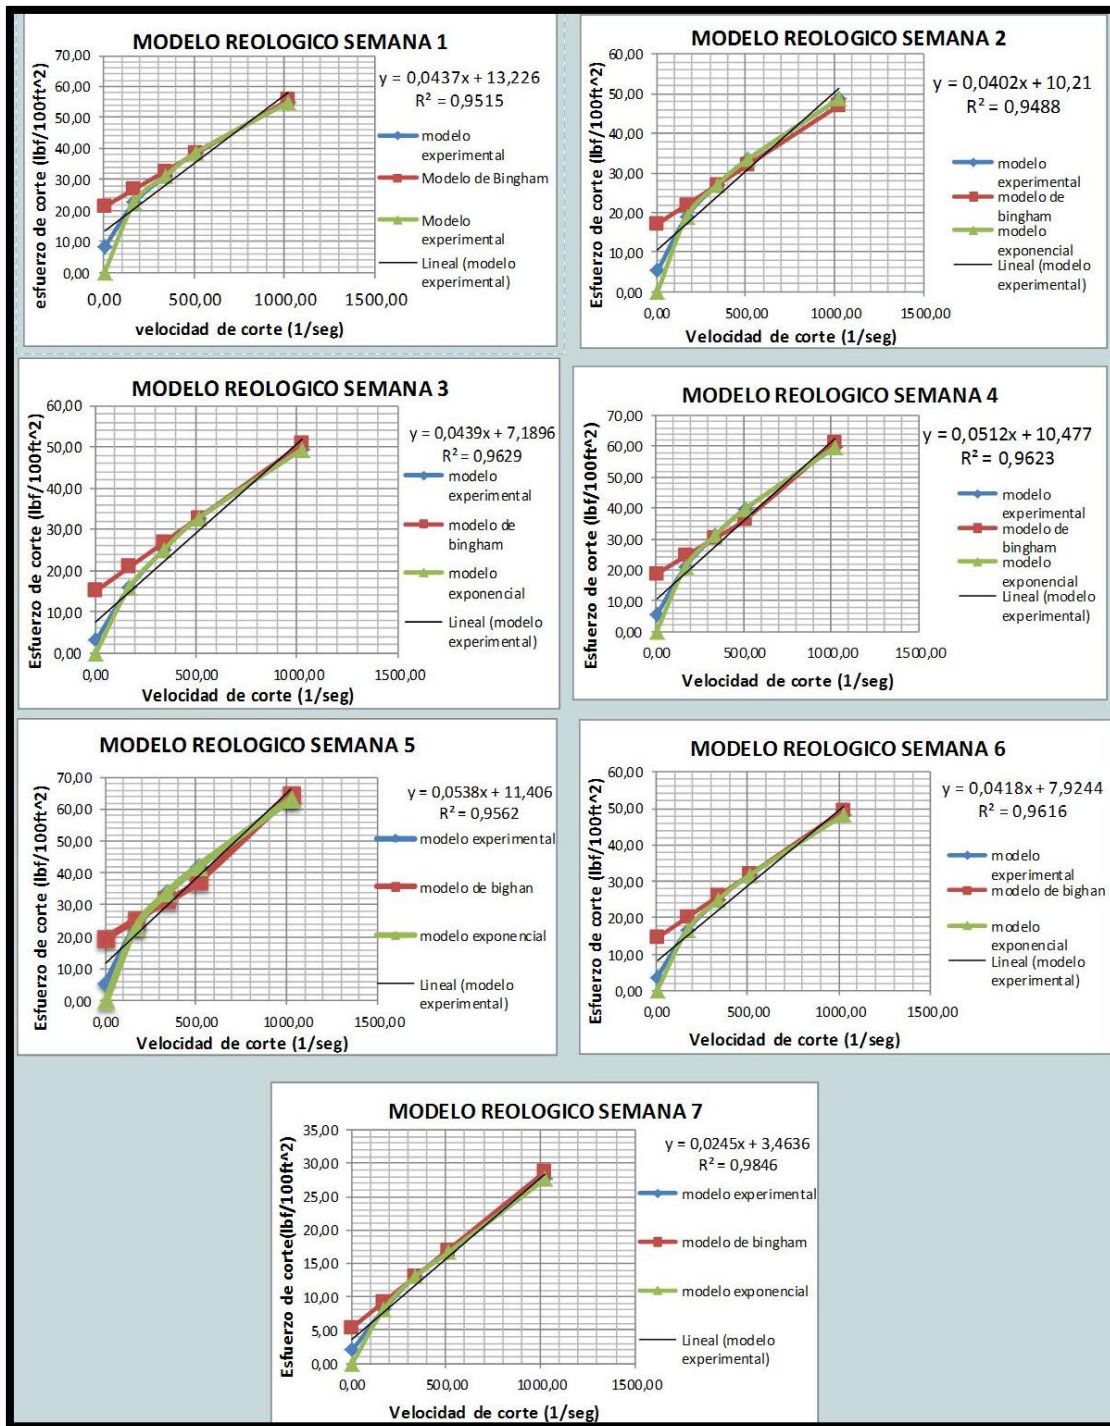 MODELO REOLOGICO SEMANA 1
esfuerzo de corte (lbf/100ft^2)
70,00
60,00
50,00
40,00
30,00
20,00
10,00
0,00
0,00 500,00 1000,00 1500,00
velocidad de corte (1/seg)
y = 0,0437x + 13,226
R² = 0,9515
modelo
experimental
Modelo de Bingham
Modelo
experimental
Lineal (modelo
experimental)
MODELO REOLOGICO SEMANA 2
Esfuerzo de corte (lbf/100ft^2)
60,00
50,00
40,00
30,00
20,00
10,00
0,00
0,00 500,00 1000,00 1500,00
Velocidad de corte (1/seg)
y = 0,0402x + 10,21
R² = 0,9488
modelo
experimental
modelo de
bingham
modelo
exponencial
Lineal (modelo
experimental)
MODELO REOLOGICO SEMANA 3
Esfuerzo de corte (lbf/100ft^2)
60,00
50,00
40,00
30,00
20,00
10,00
0,00
0,00 500,00 1000,00 1500,00
Velocidad de corte (1/seg)
y = 0,0439x + 7,1896
R² = 0,9629
modelo
experimental
modelo de
bingham
modelo
exponencial
Lineal (modelo
experimental)
MODELO REOLOGICO SEMANA 4
Esfuerzo de corte (lbf/100ft^2)
70,00
60,00
50,00
40,00
30,00
20,00
10,00
0,00
0,00 500,00 1000,00 1500,00
Velocidad de corte (1/seg)
y = 0,0512x + 10,477
R² = 0,9623
modelo
experimental
modelo de
bingham
modelo
exponencial
Lineal (modelo
experimental)
MODELO REOLOGICO SEMANA 5
Esfuerzo de corte (lbf/100ft^2)
70,00
60,00
50,00
40,00
30,00
20,00
10,00
0,00
0,00 500,00 1000,00 1500,00
Velocidad de corte (1/seg)
y = 0,0538x + 11,406
R² = 0,9562
modelo experimental
modelo de bighan
modelo exponencial
Lineal (modelo
experimental)
MODELO REOLOGICO SEMANA 6
Esfuerzo de corte (lbf/100ft^2)
60,00
50,00
40,00
30,00
20,00
10,00
0,00
0,00 500,00 1000,00 1500,00
Velocidad de corte (1/seg)
y = 0,0418x + 7,9244
R² = 0,9616
modelo
experimental
modelo de bighan
modelo
exponencial
Lineal (modelo
experimental)
MODELO REOLOGICO SEMANA 7
Esfuerzo de corte(lbf/100ft^2)
35,00
30,00
25,00
20,00
15,00
10,00
5,00
0,00
0,00 500,00 1000,00 1500,00
Velocidad de corte (1/seg)
y = 0,0245x + 3,4636
R² = 0,9846
modelo experimental
modelo de bingham
modelo exponencial
Lineal (modelo
experimental)